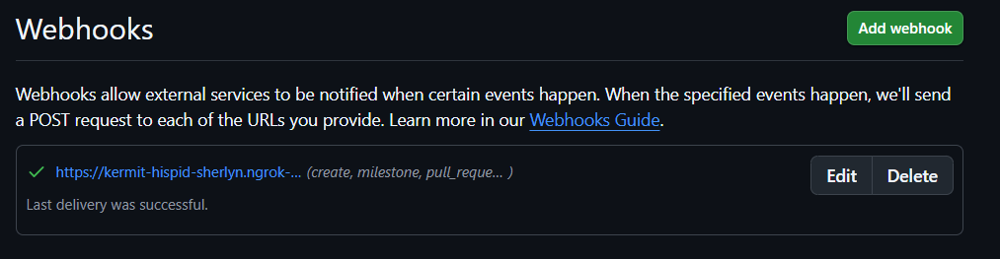 Webhooks
Add webhook
Webhooks allow external services to be notified when certain events happen. When the specified events happen, we'll send
a POST request to each of the URLs you provide. Learn more in our Webhooks Guide.
https://kermit-hispid-sherlyn.ngrok-... (create, milestone, pull_reque... )
Edit
Delete
Last delivery was successful.